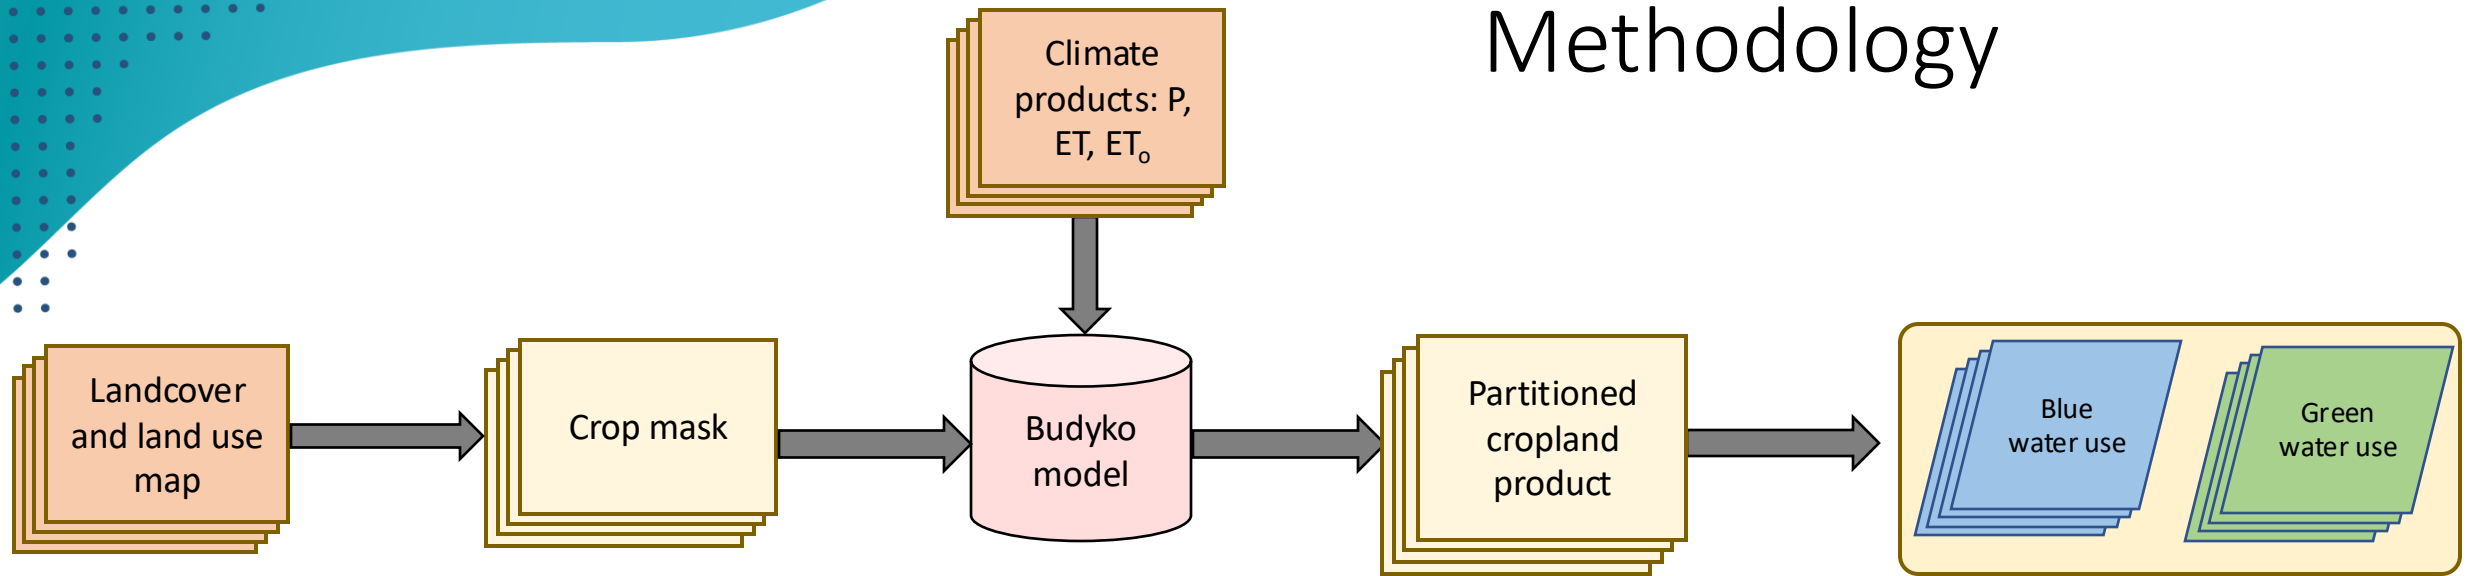 Methodology
Climate
products: P,
ET, ETₒ
Landcover
and land use
map
Crop mask
Budyko
model
Partitioned
cropland
product
Blue
water use
Green
water use